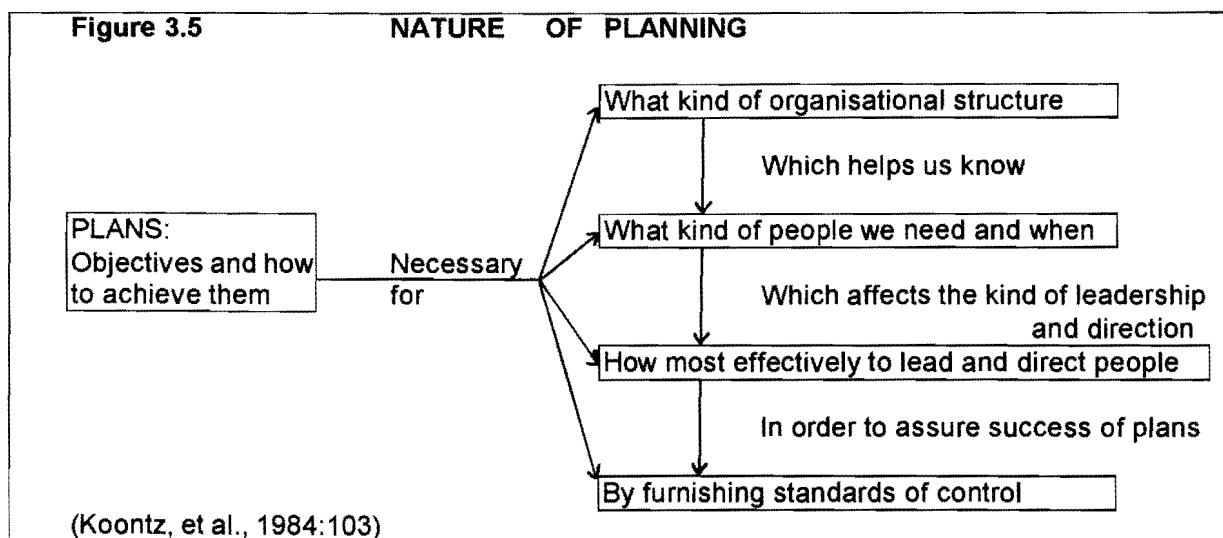 Figure 3.5 NATURE OF PLANNING
What kind of organisational structure
Which helps us know
PLANS:
Objectives and how
to achieve them
Necessary
for
What kind of people we need and when
Which affects the kind of leadership
and direction
How most effectively to lead and direct people
In order to assure success of plans
By furnishing standards of control
(Koontz, et al., 1984:103)